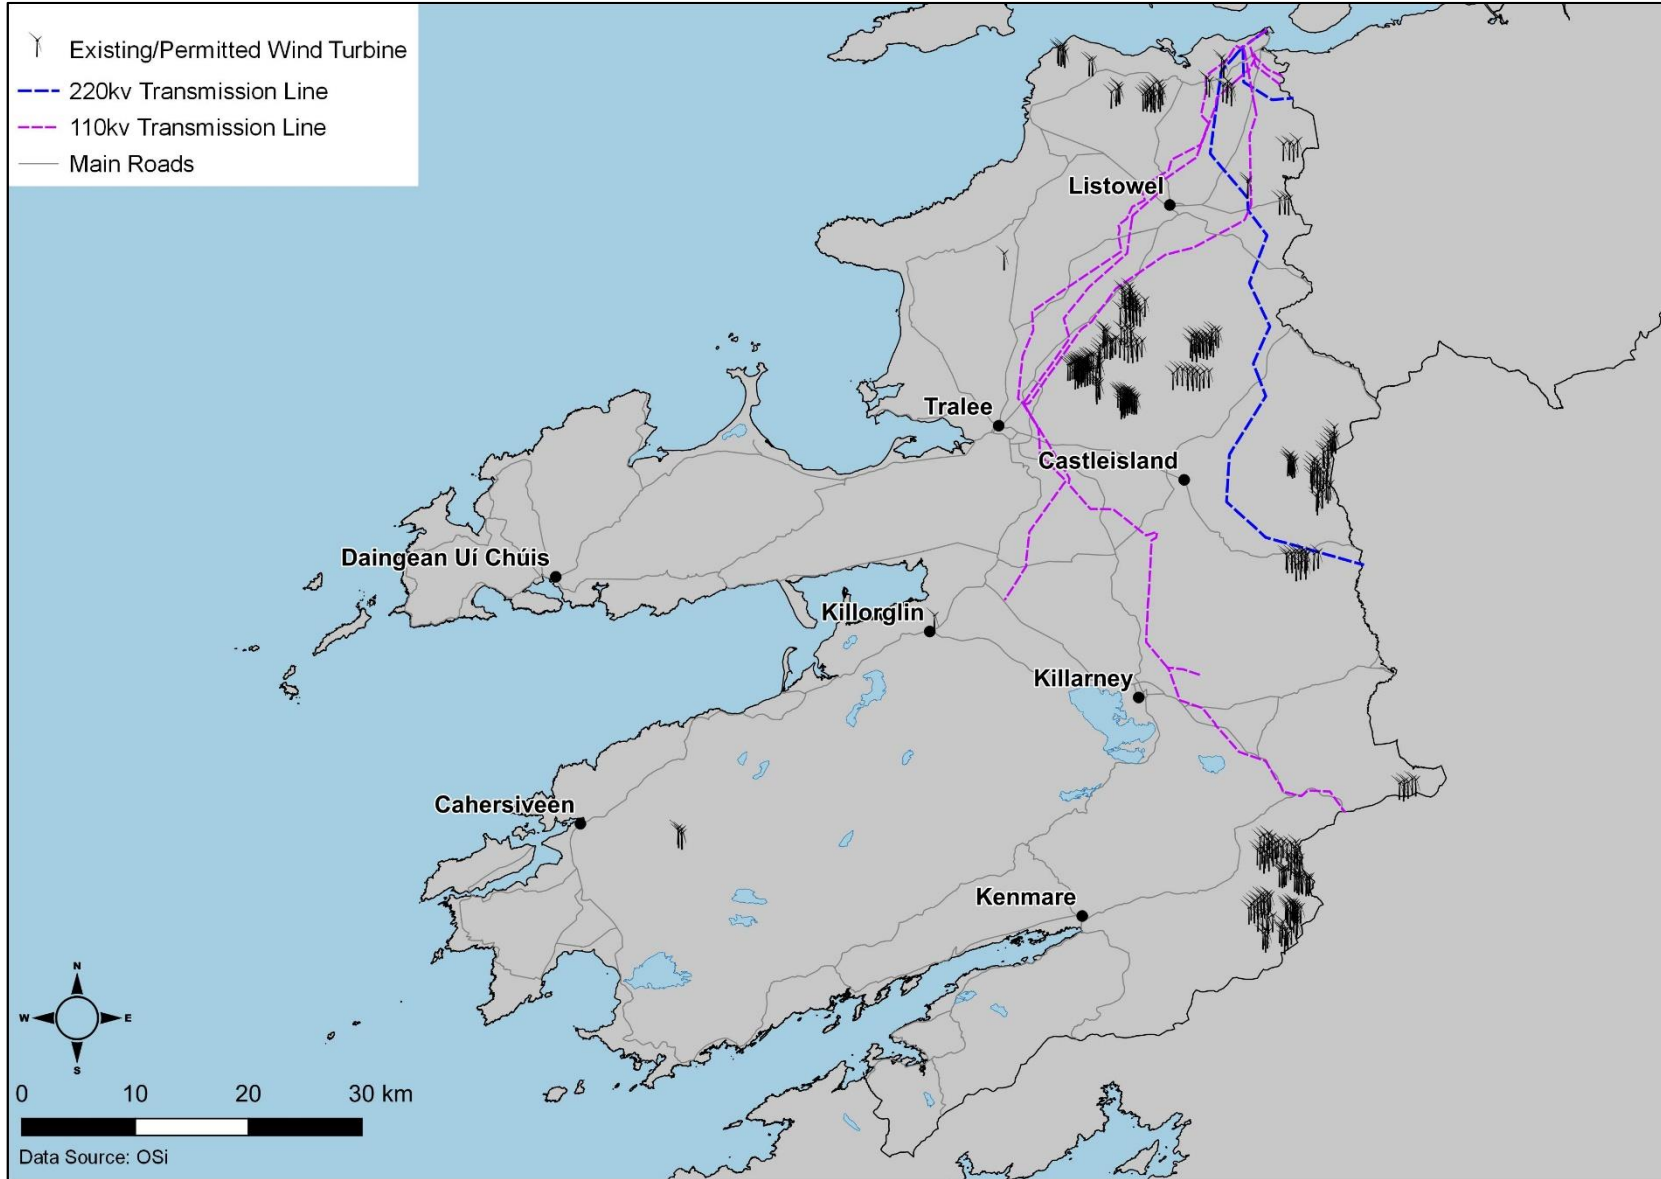 Existing/Permitted Wind Turbine
220kv Transmission Line
110kv Transmission Line
Main Roads
Listowel
Tralee
Castleisland
Daingean Uí Chúis
Killorglin
Killarney
Cahersiveen
Kenmare
N
W E
S
0 10 20 30 km
Data Source: OSi